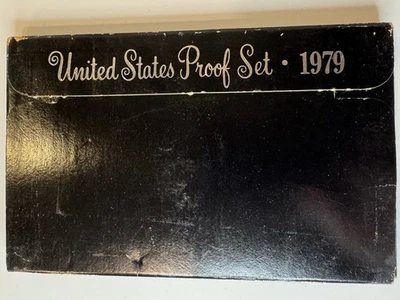 United States Proof Set • 1979